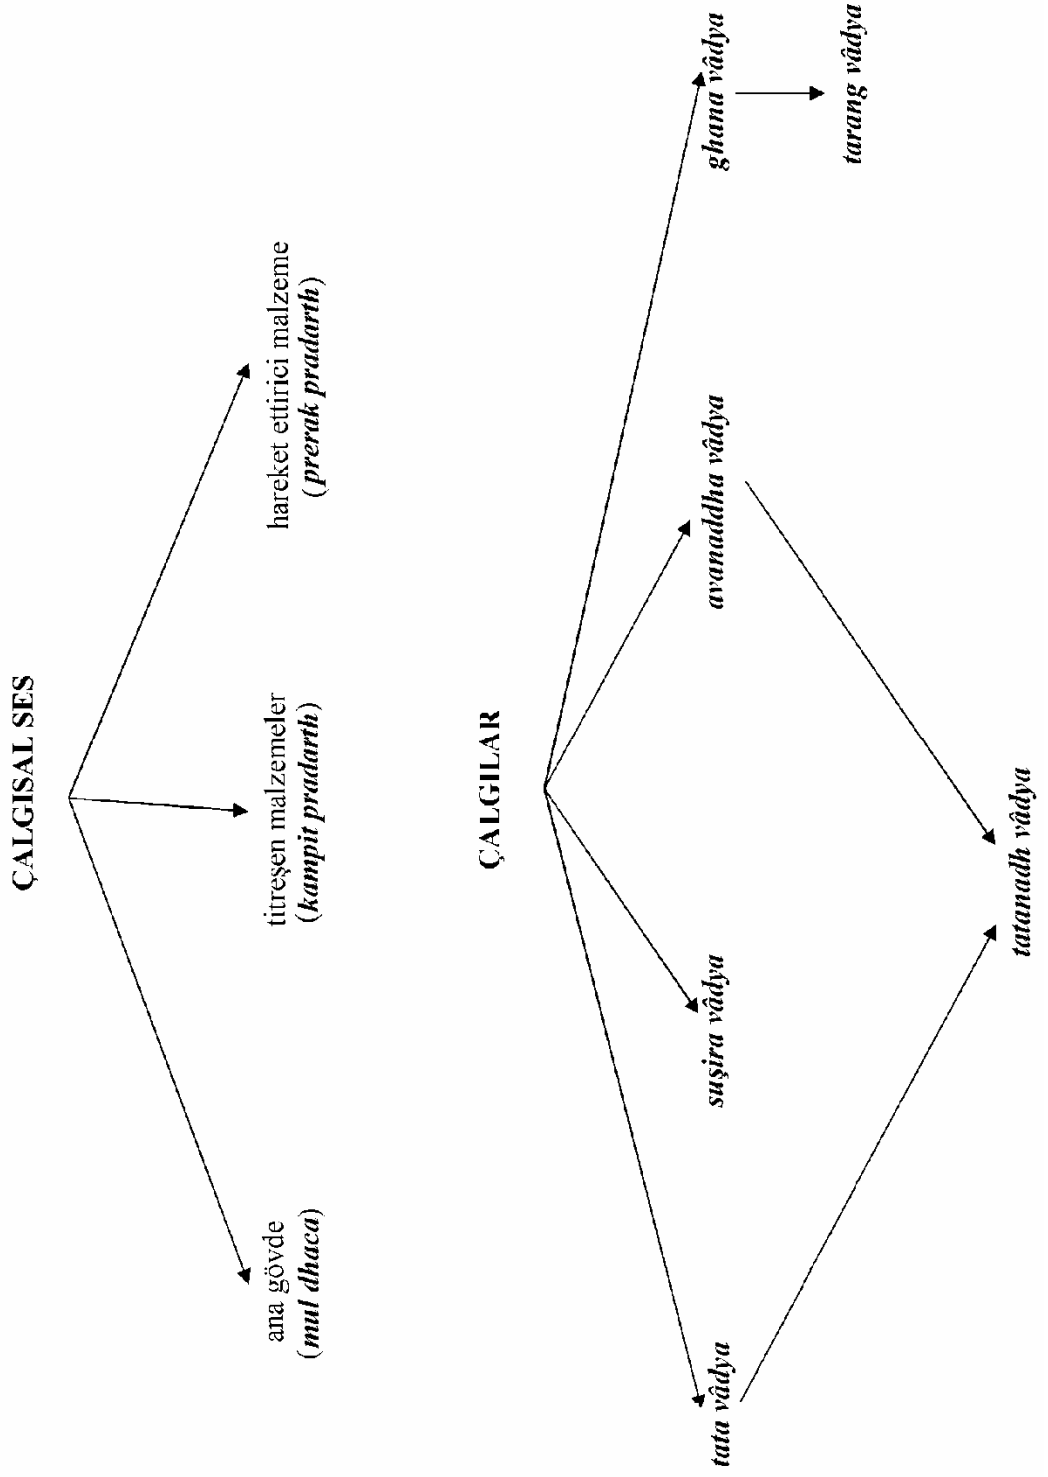 ÇALGISAL SES
ana gövde
(mul dhaca)
titreşen malzemeler
(kampit pradarth)
hareket ettirici malzeme
(prerak pradarth)
ÇALGILAR
tata vâdya
suşira vâdya
avanaddha vâdya
ghana vâdya
tarang vâdya
tatanadh vâdya